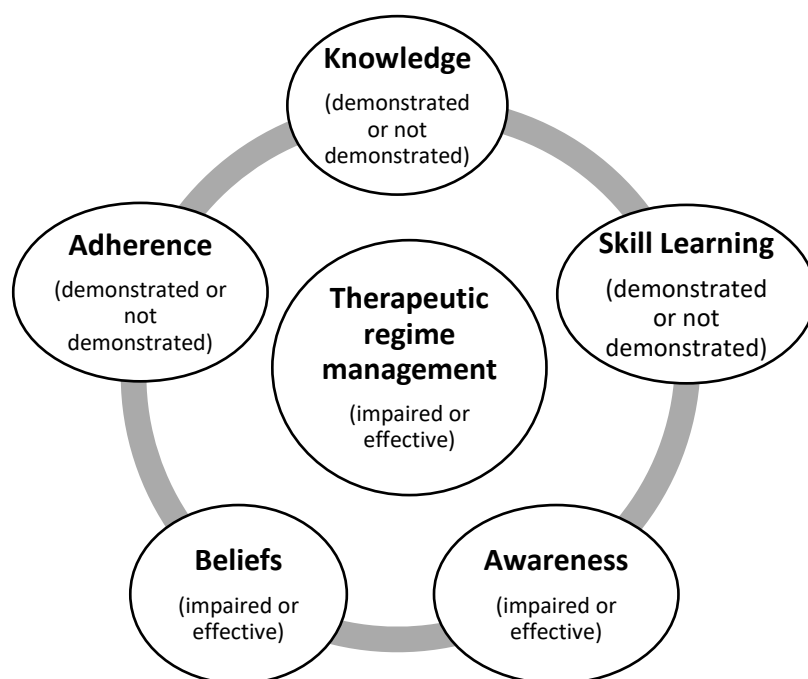 Knowledge
(demonstrated
or not
demonstrated)
Skill Learning
(demonstrated
or not
demonstrated)
Awareness
(impaired or
effective)
Beliefs
(impaired or
effective)
Adherence
(demonstrated or
not
demonstrated)
Therapeutic
regime
management
(impaired or
effective)